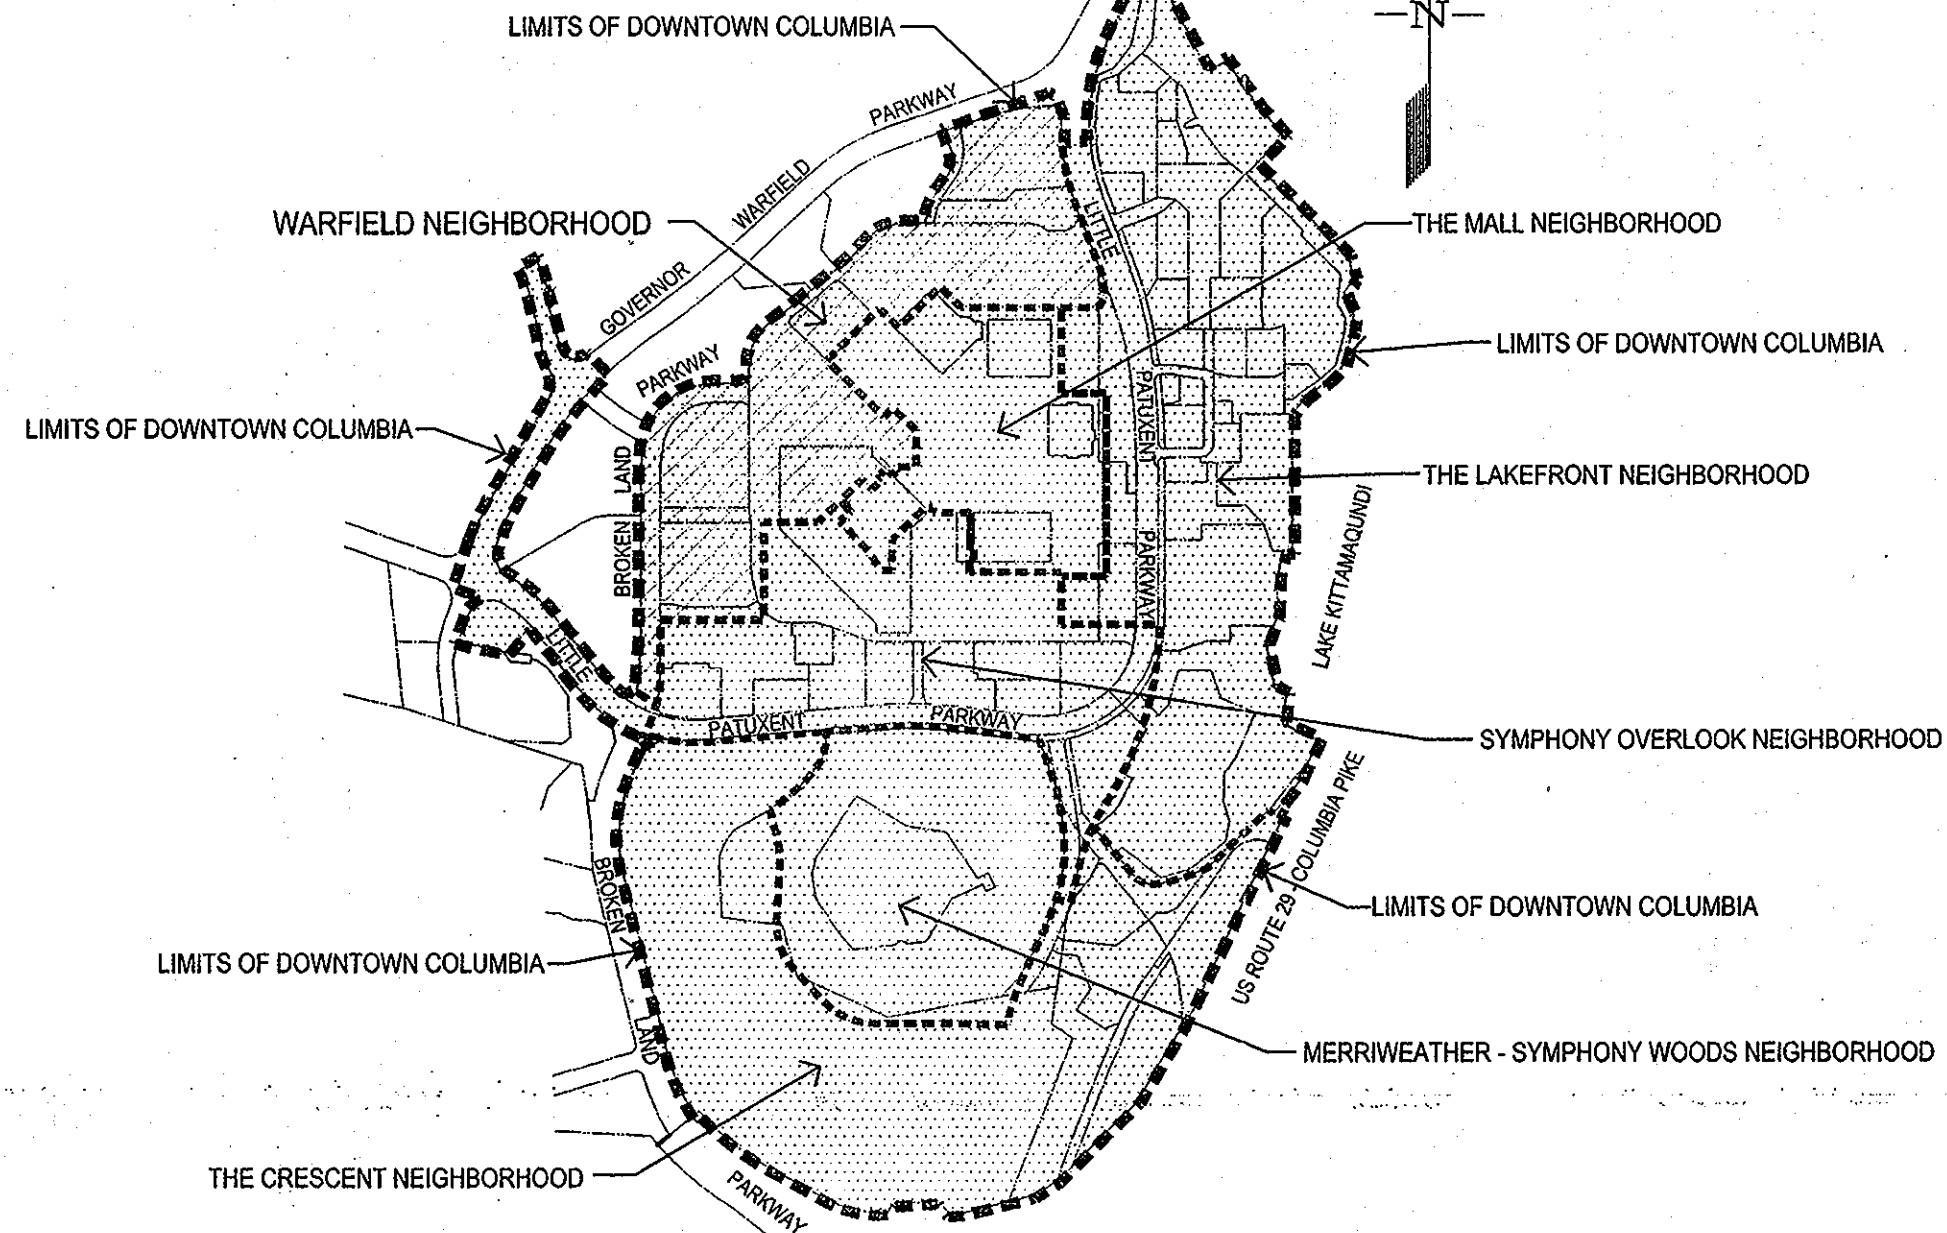 N
LIMITS OF DOWNTOWN COLUMBIA
PARKWAY
WARFIELD
GOVERNOR
WARFIELD NEIGHBORHOOD
THE MALL NEIGHBORHOOD
LITTLE
PATUXENT
PARKWAY
LIMITS OF DOWNTOWN COLUMBIA
PARKWAY
LAND
BROKEN
LIMITS OF DOWNTOWN COLUMBIA
THE LAKEFRONT NEIGHBORHOOD
LAKE KITTAMAQUNDI
LITTLE
PATUXENT
PARKWAY
SYMPHONY OVERLOOK NEIGHBORHOOD
US ROUTE 29 - COLUMBIA PIKE
LIMITS OF DOWNTOWN COLUMBIA
BROKEN
LAND
PARKWAY
LIMITS OF DOWNTOWN COLUMBIA
MERRIWEATHER - SYMPHONY WOODS NEIGHBORHOOD
THE CRESCENT NEIGHBORHOOD